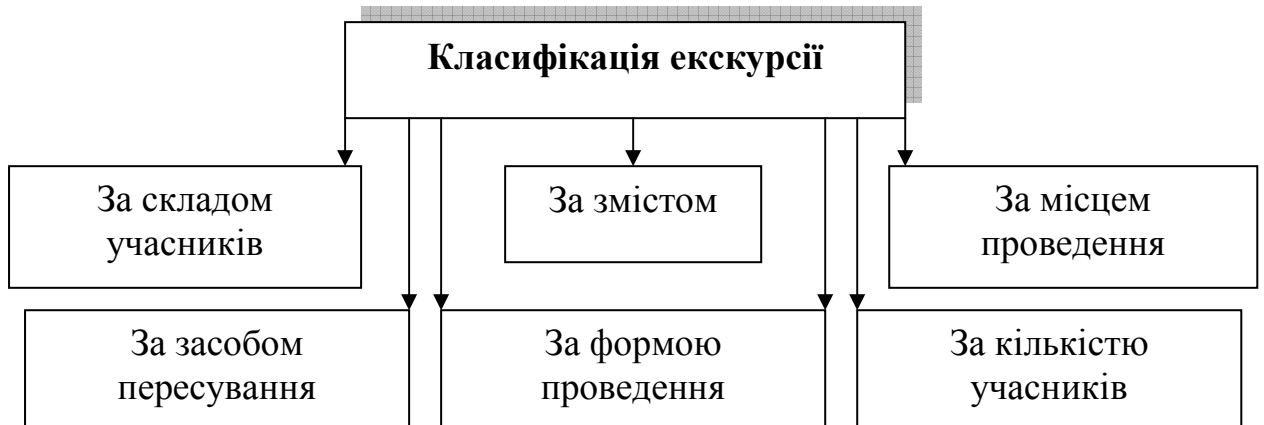 Класифікація екскурсії
За складом
учасників
За змістом
За місцем
проведення
За засобом
пересування
За формою
проведення
За кількістю
учасників